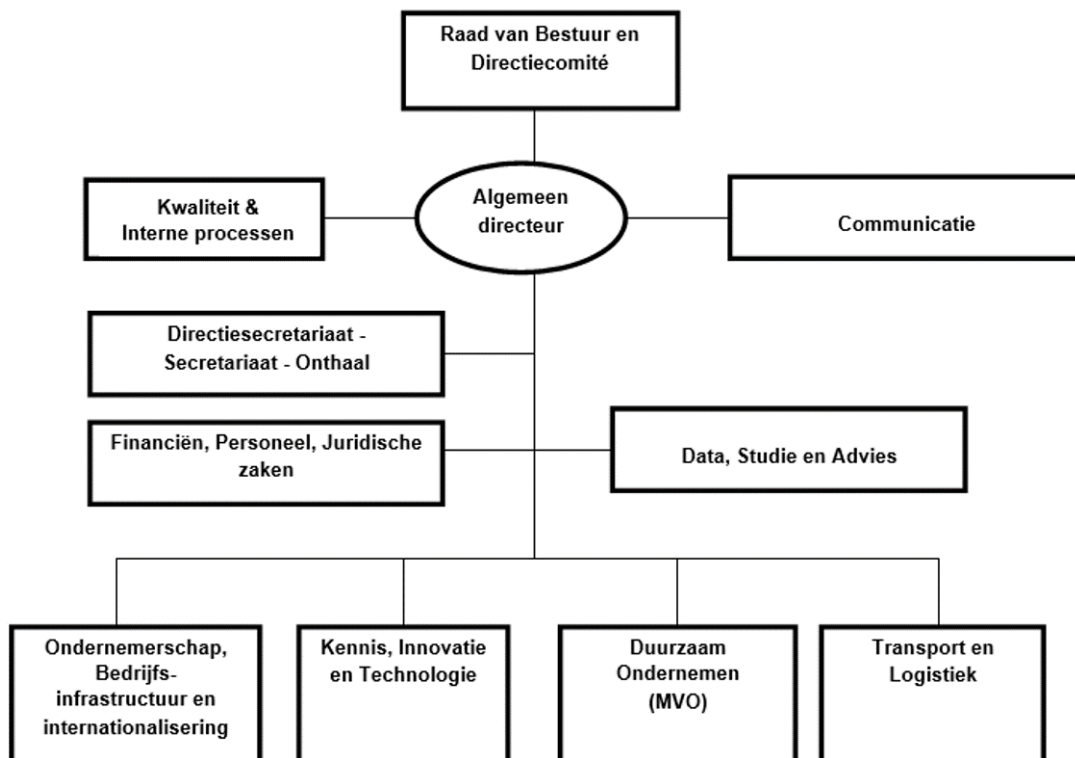 Raad van Bestuur en
Directiecomité
Kwaliteit &
Interne processen
Algemeen
directeur
Communicatie
Directiesecretariaat -
Secretariaat - Onthaal
Financiën, Personeel, Juridische
zaken
Data, Studie en Advies
Ondernemerschap,
Bedrijfs-
infrastructuur en
internationalisering
Kennis, Innovatie
en Technologie
Duurzaam
Ondernemen
(MVO)
Transport en
Logistiek